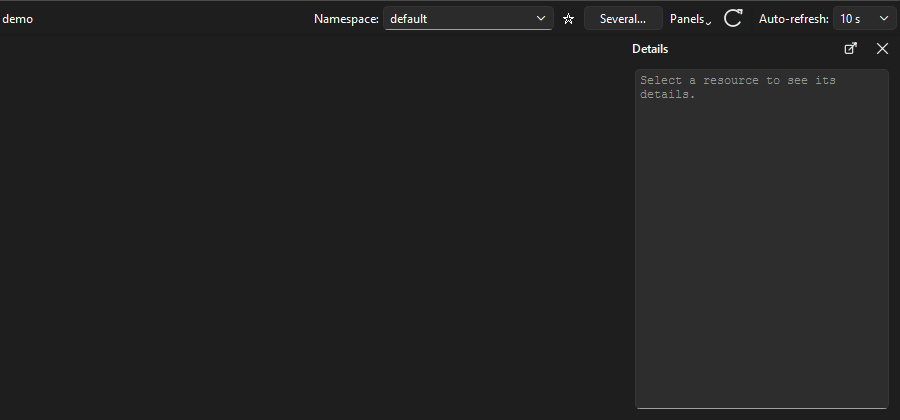 demo Namespace: default Several... Panels Auto-refresh: 10 s
Details
Select a resource to see its
details.